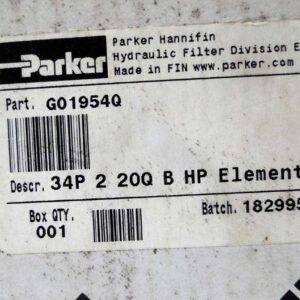 Parker
Parker Hannifin
Hydraulic Filter Division E
Made in FIN www.parker.com
Part. G01954Q
Descr. 34P 2 20Q B HP Element
Box QTY.
001
Batch. 182995